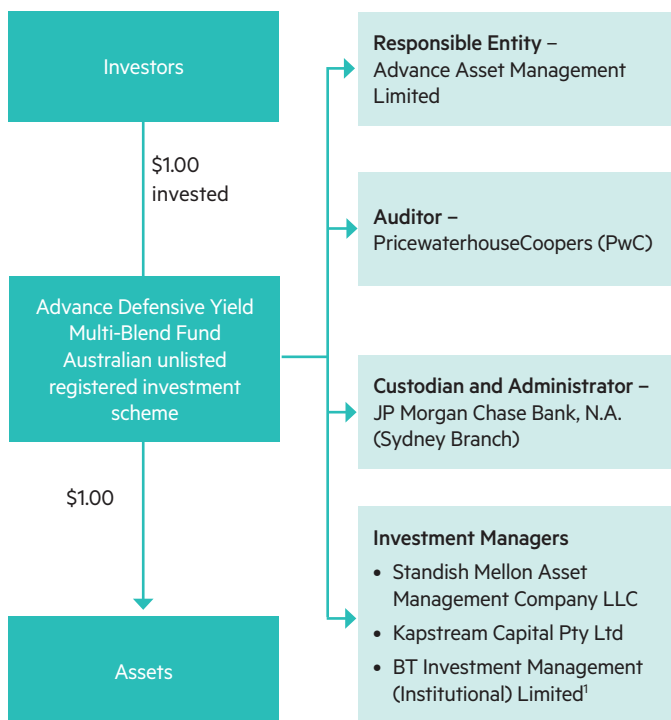 Investors
$1.00
invested
Advance Defensive Yield
Multi-Blend Fund
Australian unlisted
registered investment
scheme
$1.00
Assets
Responsible Entity –
Advance Asset Management
Limited
Auditor –
PricewaterhouseCoopers (PwC)
Custodian and Administrator –
JP Morgan Chase Bank, N.A.
(Sydney Branch)
Investment Managers
• Standish Mellon Asset
Management Company LLC
• Kapstream Capital Pty Ltd
• BT Investment Management
(Institutional) Limited¹